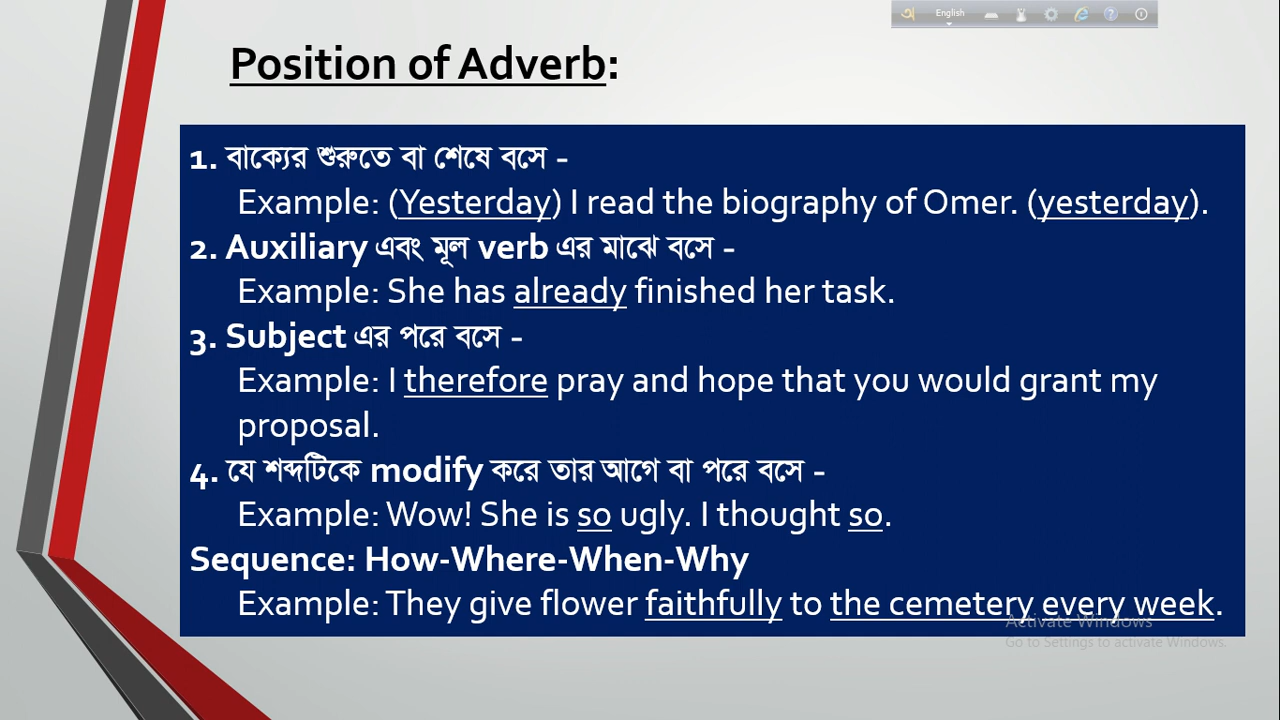 অ English
Position of Adverb:
1. বাক্যের শুরুতে বা শেষে বসে -
Example: (Yesterday) I read the biography of Omer. (yesterday).
2. Auxiliary এবং মূল verb এর মাঝে বসে -
Example: She has already finished her task.
3. Subject এর পরে বসে -
Example: I therefore pray and hope that you would grant my
proposal.
4. যে শব্দটিকে modify করে তার আগে বা পরে বসে -
Example: Wow! She is so ugly. I thought so.
Sequence: How-Where-When-Why
Example: They give flower faithfully to the cemetery every week.
Activate Windows
Go to Settings to activate Windows.